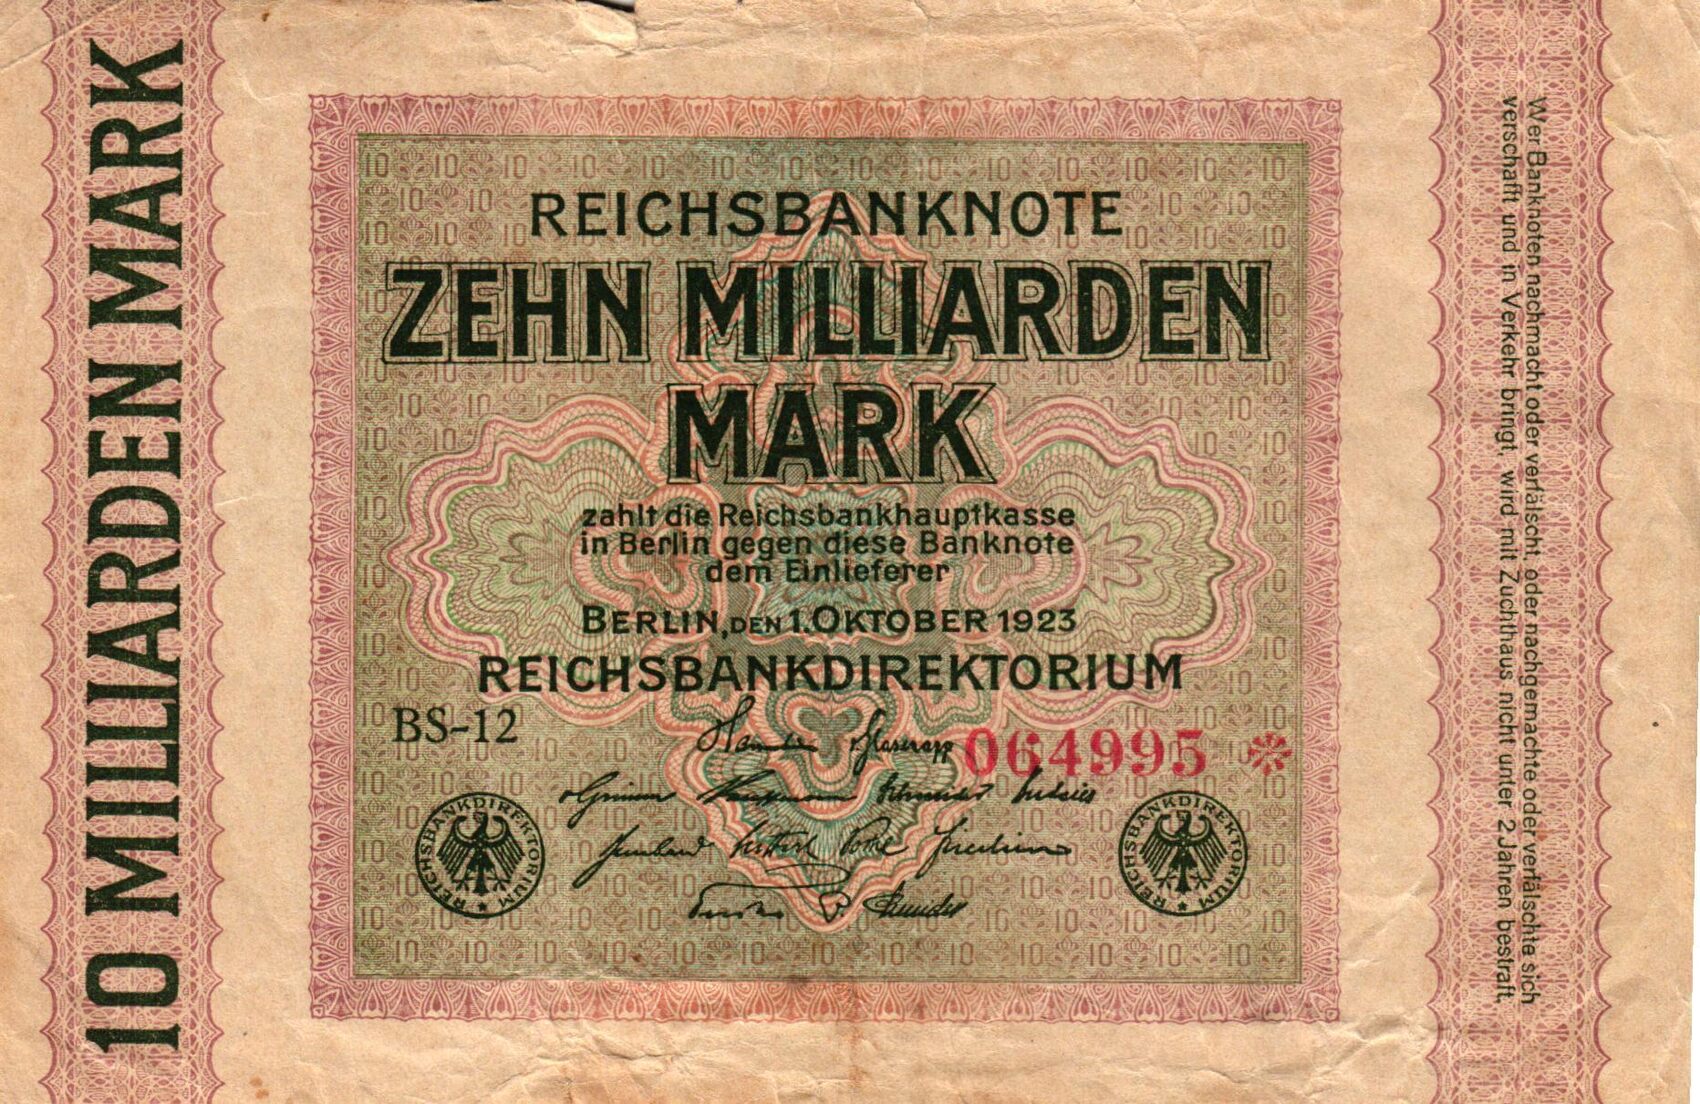 10 MILLIARDEN MARK
REICHSBANKNOTE
ZEHN MILLIARDEN
MARK
zahlt die Reichsbankhauptkasse
in Berlin gegen diese Banknote
dem Einlieferer
BERLIN, DEN 1. OKTOBER 1923
REICHSBANKDIREKTORIUM
BS-12
064995 *
REICHSBANKDIREKTORIUM *
REICHSBANKDIREKTORIUM *
Wer Banknoten nachmacht oder verfälscht, oder nachgemachte oder verfälschte sich
verschafft und in Verkehr bringt, wird mit Zuchthaus nicht unter 2 Jahren bestraft.